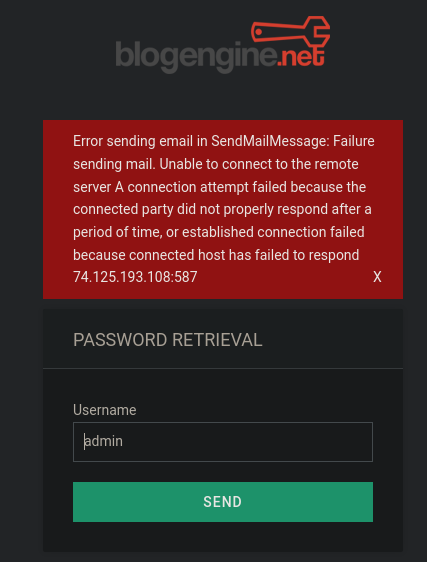 blogengine.net
Error sending email in SendMailMessage: Failure
sending mail. Unable to connect to the remote
server A connection attempt failed because the
connected party did not properly respond after a
period of time, or established connection failed
because connected host has failed to respond
74.125.193.108:587 X
PASSWORD RETRIEVAL
Username
admin
SEND